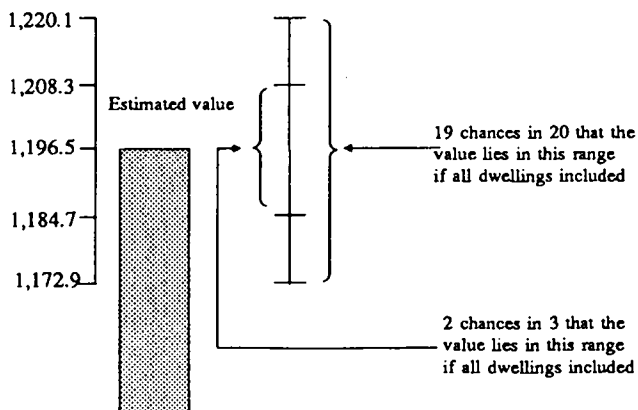 1,220.1
1,208.3
Estimated value
1,196.5
1,184.7
1,172.9
19 chances in 20 that the
value lies in this range
if all dwellings included
2 chances in 3 that the
value lies in this range
if all dwellings included